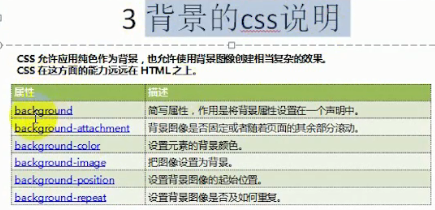 3 背景的css说明
CSS 允许应用纯色作为背景，也允许使用背景图像创建相当复杂的效果。
CSS 在这方面的能力远远在 HTML 之上。
属性 描述
background 简写属性，作用是将背景属性设置在一个声明中。
background-attachment 背景图像是否固定或者随着页面的其余部分滚动。
background-color 设置元素的背景颜色。
background-image 把图像设置为背景。
background-position 设置背景图像的起始位置。
background-repeat 设置背景图像是否及如何重复。